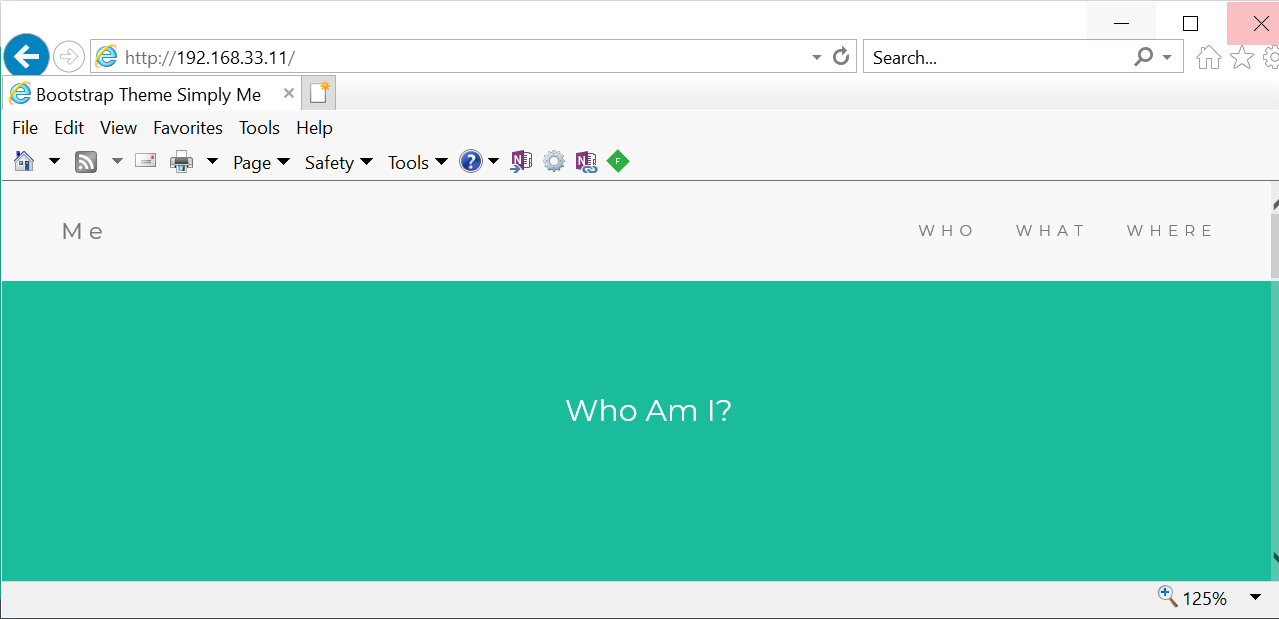 http://192.168.33.11/
Search...
Bootstrap Theme Simply Me
File Edit View Favorites Tools Help
Page Safety Tools
Me WHO WHAT WHERE
Who Am I?
125%